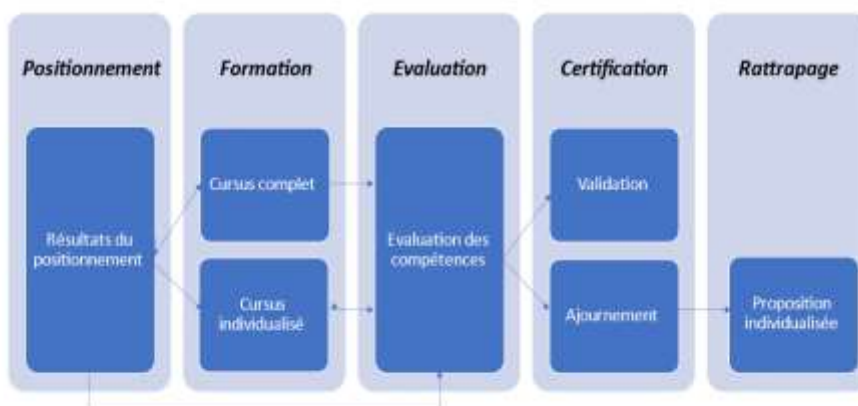 Positionnement
Formation
Evaluation
Certification
Rattrapage
Résultats du
positionnement
Cursus complet
Cursus
individualisé
Evaluation des
compétences
Validation
Ajournement
Proposition
individualisée